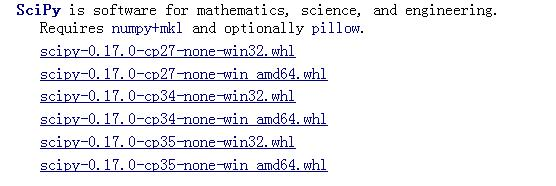 SciPy is software for mathematics, science, and engineering.
Requires numpy+mkl and optionally pillow.
scipy-0.17.0-cp27-none-win32.whl
scipy-0.17.0-cp27-none-win_amd64.whl
scipy-0.17.0-cp34-none-win32.whl
scipy-0.17.0-cp34-none-win_amd64.whl
scipy-0.17.0-cp35-none-win32.whl
scipy-0.17.0-cp35-none-win_amd64.whl